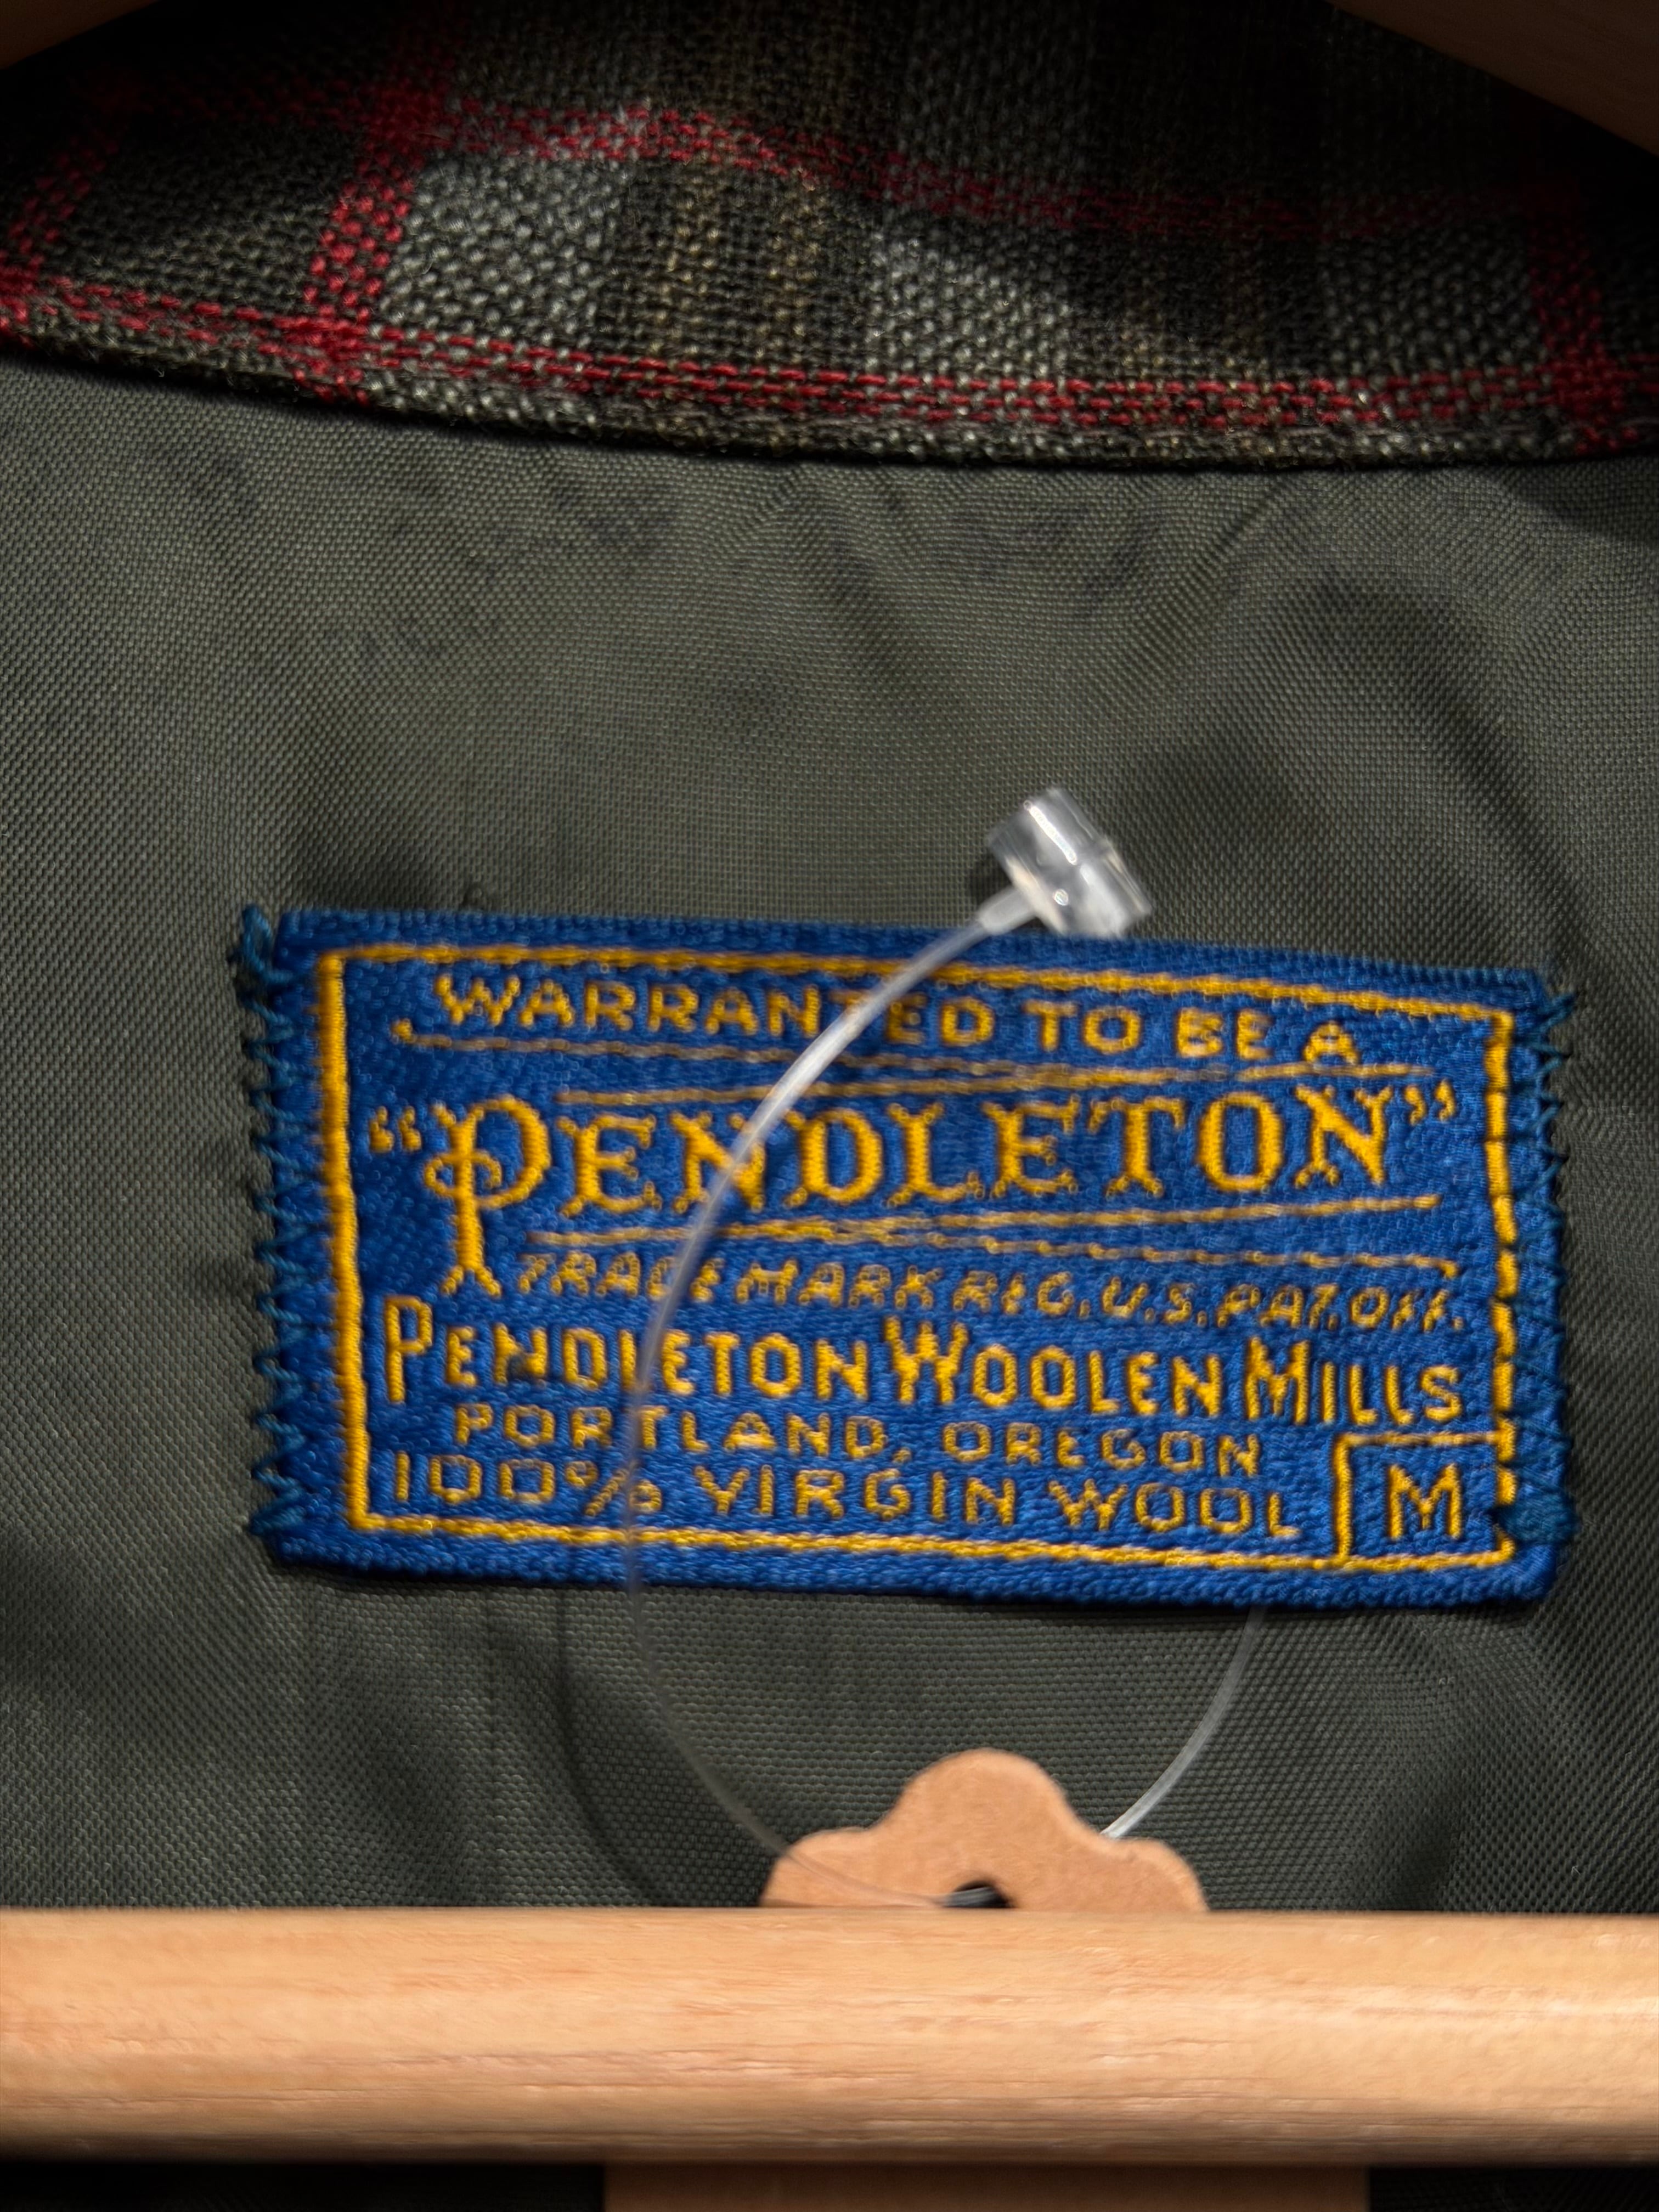 WARRANTED TO BE A
“PENDLETON”
TRADE MARK REG. U.S. PAT. OFF.
PENDLETON WOOLEN MILLS
PORTLAND, OREGON
100% VIRGIN WOOL
M